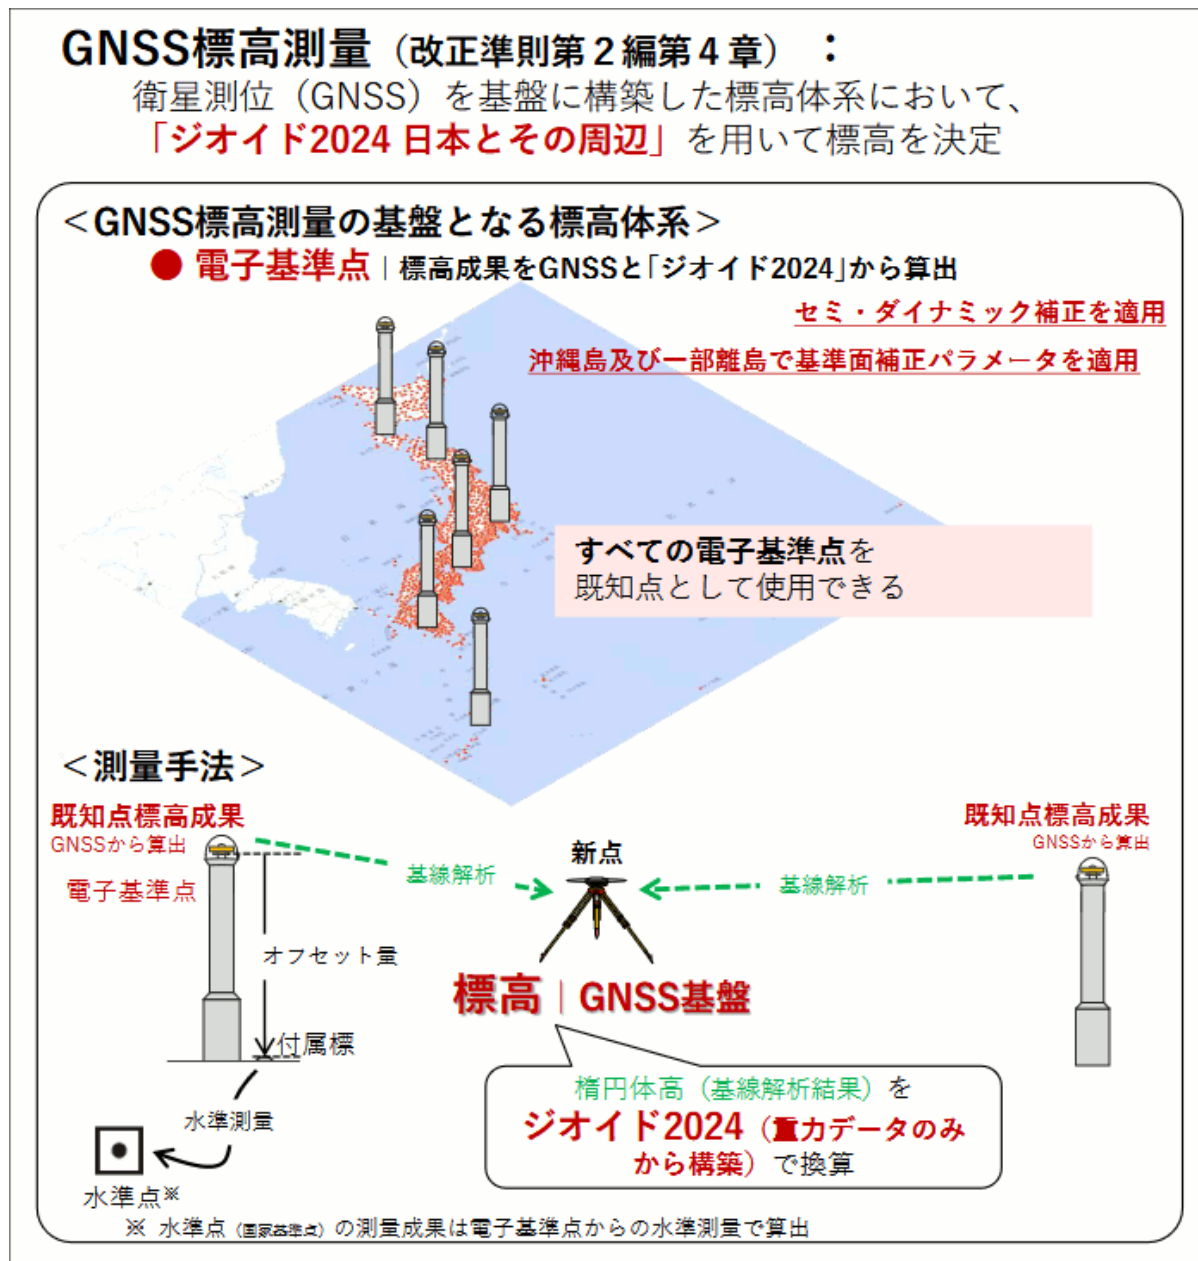 GNSS標高測量（改正準則第２編第４章）：
衛星測位（GNSS）を基盤に構築した標高体系において、
「ジオイド2024 日本とその周辺」を用いて標高を決定
＜GNSS標高測量の基盤となる標高体系＞
● 電子基準点｜標高成果をGNSSと「ジオイド2024」から算出
セミ・ダイナミック補正を適用
沖縄島及び一部離島で基準面補正パラメータを適用
すべての電子基準点を
既知点として使用できる
＜測量手法＞
既知点標高成果
GNSSから算出
電子基準点
基線解析
新点
基線解析
既知点標高成果
GNSSから算出
オフセット量
付属標
標高｜GNSS基盤
水準測量
水準点※
楕円体高（基線解析結果）を
ジオイド2024（重力データのみ
から構築）で換算
※ 水準点（国家基準点）の測量成果は電子基準点からの水準測量で算出